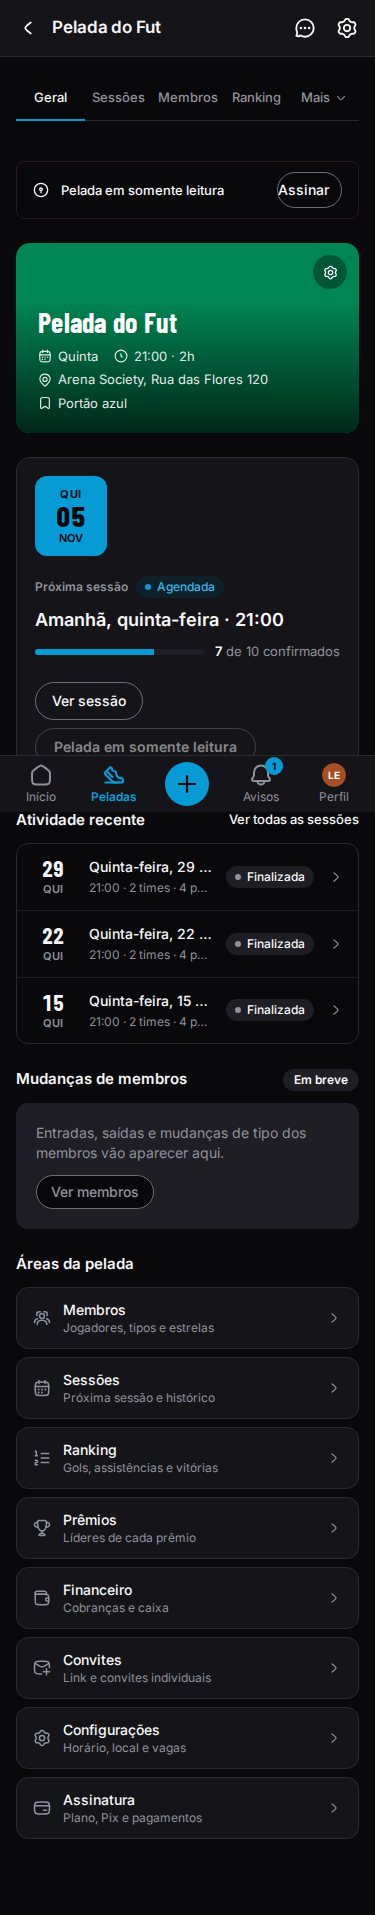 Pelada do Fut
Geral Sessões Membros Ranking Mais
Pelada em somente leitura Assinar
Pelada do Fut
Quinta 21:00 · 2h
Arena Society, Rua das Flores 120
Portão azul
QUI
05
NOV
Próxima sessão Agendada
Amanhã, quinta-feira · 21:00
7 de 10 confirmados
Ver sessão
Pelada em somente leitura
1
LE
Início Peladas Avisos Perfil
Atividade recente Ver todas as sessões
29 Quinta-feira, 29 ... Finalizada
QUI 21:00 · 2 times · 4 p...
22 Quinta-feira, 22 ... Finalizada
QUI 21:00 · 2 times · 4 p...
15 Quinta-feira, 15 ... Finalizada
QUI 21:00 · 2 times · 4 p...
Mudanças de membros Em breve
Entradas, saídas e mudanças de tipo dos
membros vão aparecer aqui.
Ver membros
Áreas da pelada
Membros
Jogadores, tipos e estrelas
Sessões
Próxima sessão e histórico
Ranking
Gols, assistências e vitórias
Prêmios
Líderes de cada prêmio
Financeiro
Cobranças e caixa
Convites
Link e convites individuais
Configurações
Horário, local e vagas
Assinatura
Plano, Pix e pagamentos